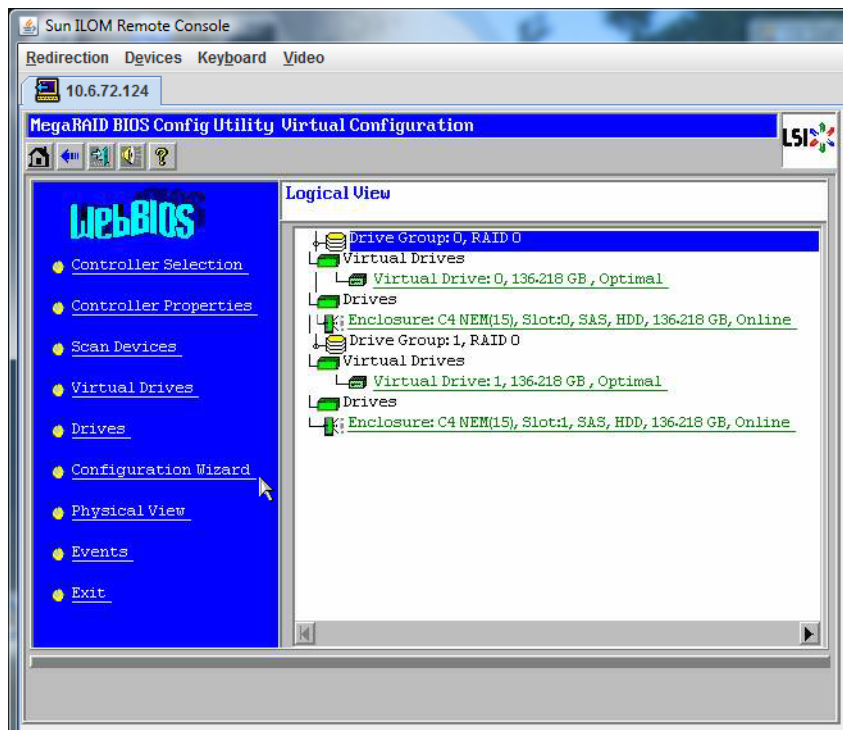 Sun ILOM Remote Console
Redirection Devices Keyboard Video
10.6.72.124
MegaRAID BIOS Config Utility Virtual Configuration
LSI
?
WebBIOS
Logical View
Controller Selection
Controller Properties
Scan Devices
Virtual Drives
Drives
Configuration Wizard
Physical View
Events
Exit
Drive Group: 0, RAID 0
Virtual Drives
Virtual Drive: 0, 136.218 GB , Optimal
Drives
Enclosure: C4 NEM(15), Slot:0, SAS, HDD, 136.218 GB, Online
Drive Group: 1, RAID 0
Virtual Drives
Virtual Drive: 1, 136.218 GB , Optimal
Drives
Enclosure: C4 NEM(15), Slot:1, SAS, HDD, 136.218 GB, Online